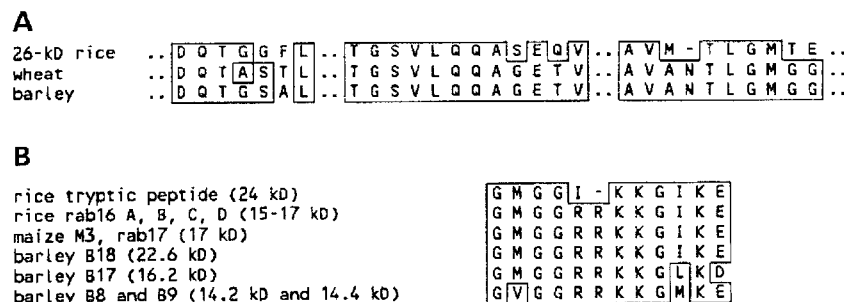 A
26-kD rice .. D Q T G G F L .. T G S V L Q Q A S E Q V .. A V M - T L G M T E ..
wheat .. D Q T A S T L .. T G S V L Q Q A G E T V .. A V A N T L G M G G ..
barley .. D Q T G S A L .. T G S V L Q Q A G E T V .. A V A N T L G M G G ..
B
rice tryptic peptide (24 kD) G M G G I - K K G I K E
rice rab16 A, B, C, D (15-17 kD) G M G G R R K K G I K E
maize M3, rab17 (17 kD) G M G G R R K K G I K E
barley B18 (22.6 kD) G M G G R R K K G I K E
barley B17 (16.2 kD) G M G G R R K K G L K D
barley B8 and B9 (14.2 kD and 14.4 kD) G V G G R R K K G M K E